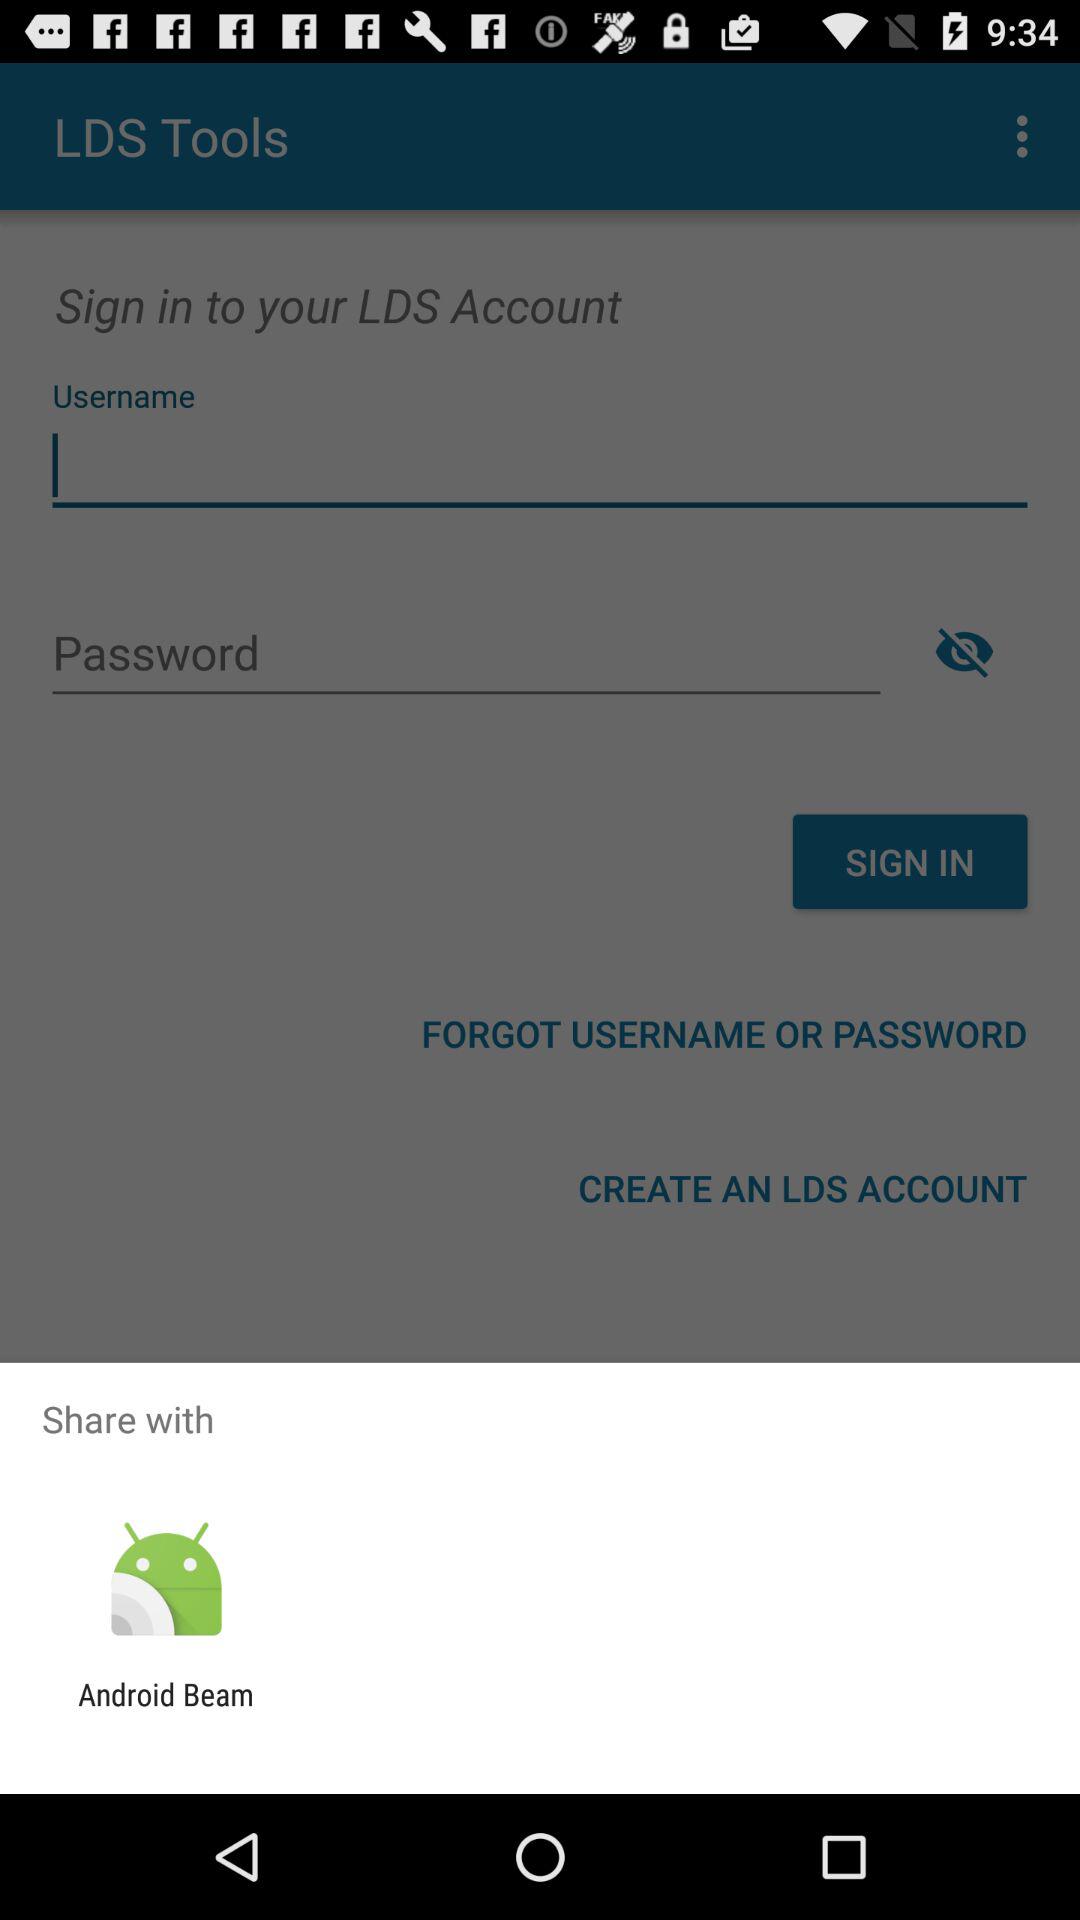 FAKE
9:34
LDS Tools
Sign in to your LDS Account
Username
Password
SIGN IN
FORGOT USERNAME OR PASSWORD
CREATE AN LDS ACCOUNT
Share with
Android Beam